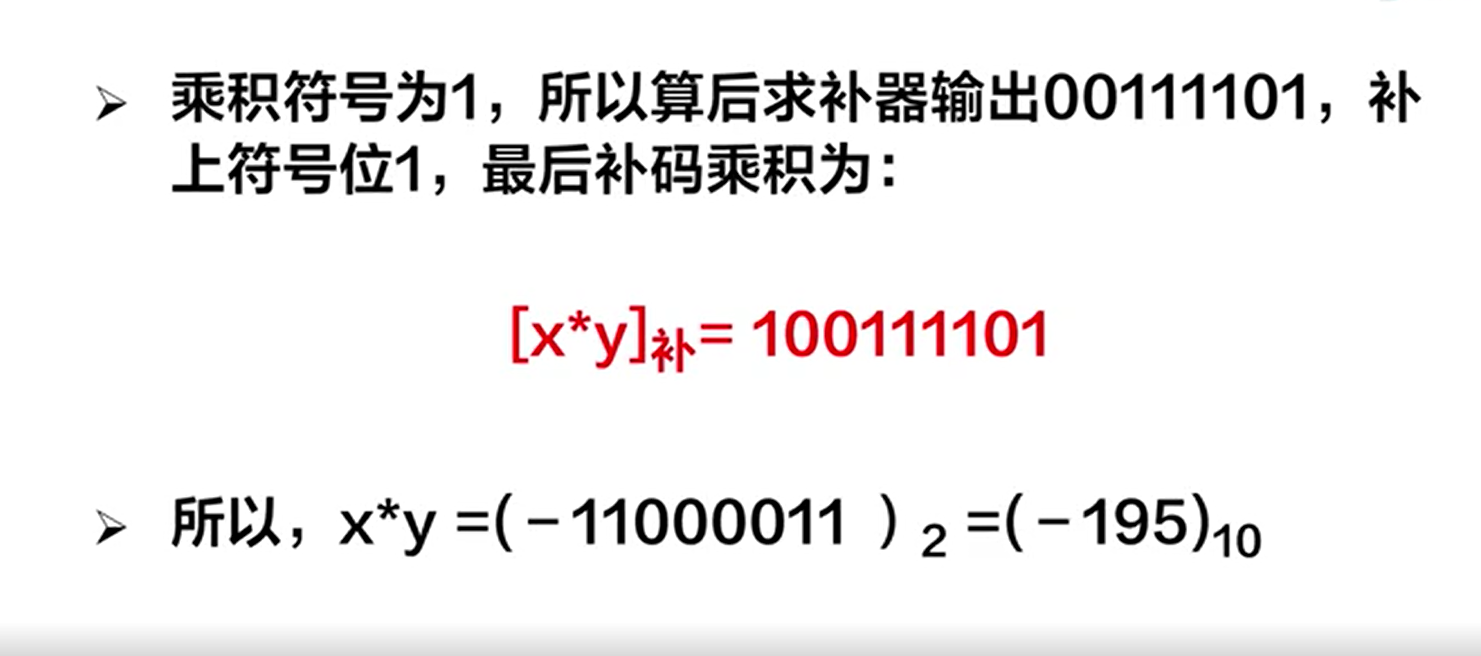 ➢ 乘积符号为1，所以算后求补器输出00111101，补
上符号位1，最后补码乘积为：
[x*y]补= 100111101
➢ 所以，x*y =(－11000011 ）2 =(－195)10